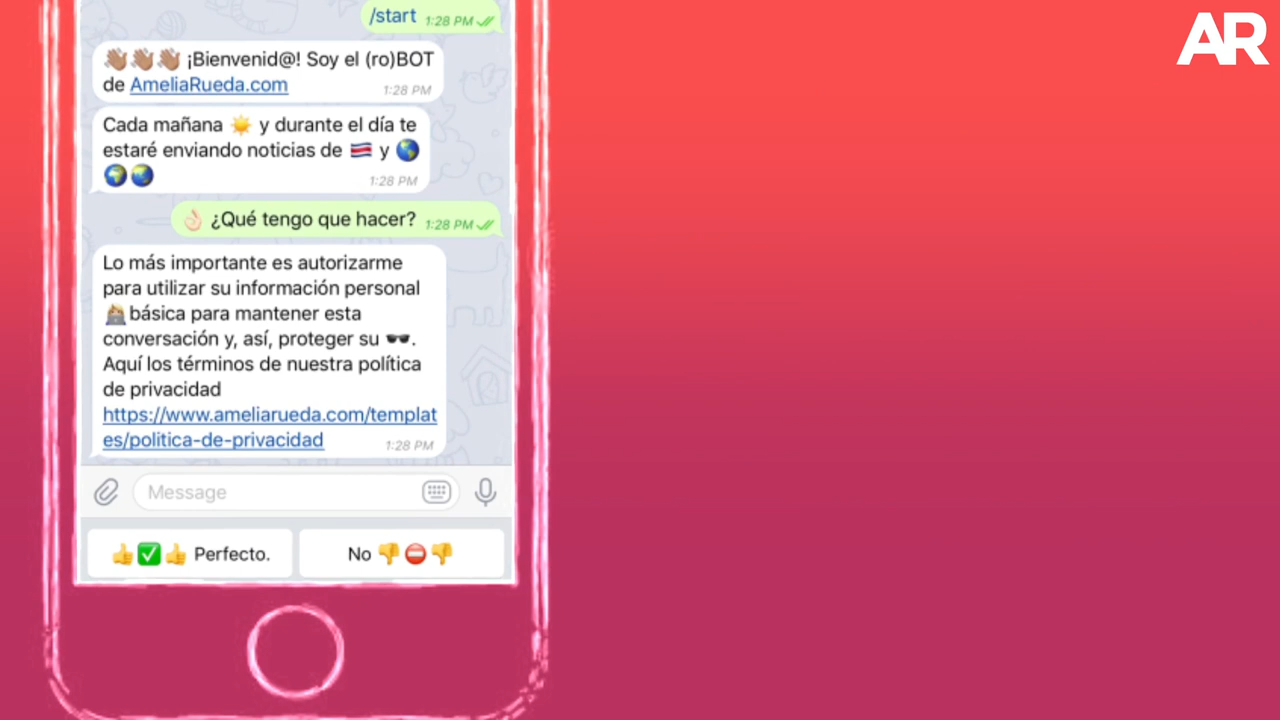 /start 1:28 PM
AR
👋🏽👋🏽👋🏽 ¡Bienvenid@! Soy el (ro)BOT
de AmeliaRueda.com 1:28 PM
Cada mañana ☀️ y durante el día te
estaré enviando noticias de 🇨🇷 y 🌎
🌍🌏 1:28 PM
👌🏻 ¿Qué tengo que hacer? 1:28 PM
Lo más importante es autorizarme
para utilizar su información personal
👩🏼‍💻básica para mantener esta
conversación y, así, proteger su 🕶️.
Aquí los términos de nuestra política
de privacidad
https://www.ameliarueda.com/templat
es/politica-de-privacidad 1:28 PM
Message
👍✅👍 Perfecto.
No 👎⛔👎